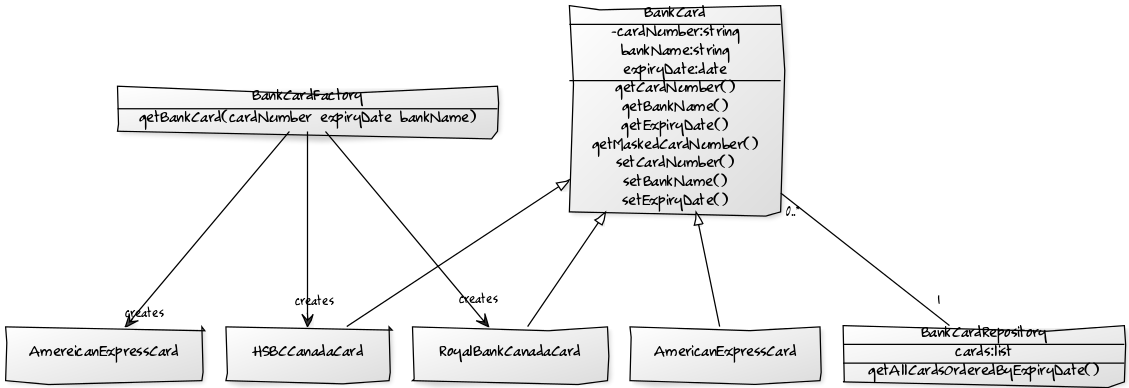 BankCard
-cardNumber:string
bankName:string
expiryDate:date
getCardNumber()
getBankName()
getExpiryDate()
getMaskedCardNumber()
setCardNumber()
setBankName()
setExpiryDate()
BankCardFactory
getBankCard(cardNumber expiryDate bankName)
0..*
1
creates
creates
creates
AmereicanExpressCard
HSBCCanadaCard
RoyalBankCanadaCard
AmericanExpressCard
BankCardRepository
cards:list
getAllCardsOrderedByExpiryDate()